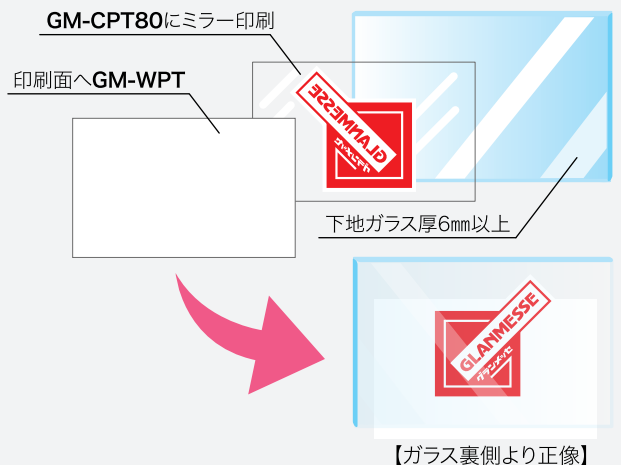 GM-CPT80にミラー印刷
印刷面へGM-WPT
GLANMESSE
グランメッセ
下地ガラス厚6㎜以上
GLANMESSE
グランメッセ
【ガラス裏側より正像】